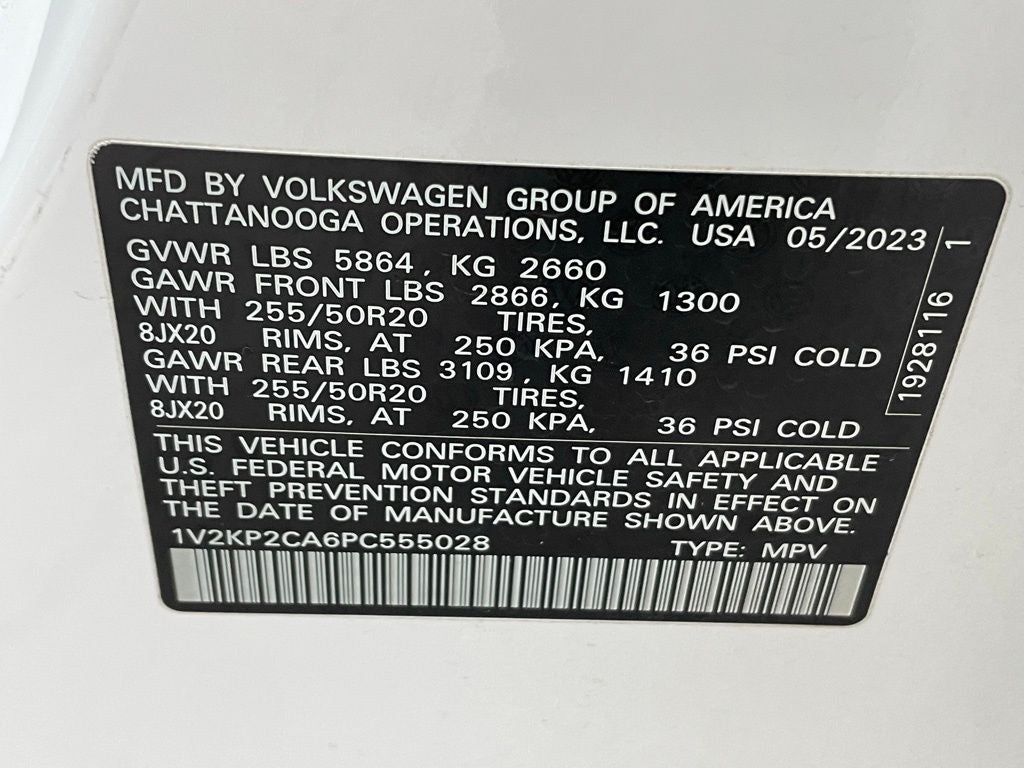 MFD BY VOLKSWAGEN GROUP OF AMERICA
CHATTANOOGA OPERATIONS, LLC. USA 05/2023
GVWR LBS 5864, KG 2660
GAWR FRONT LBS 2866, KG 1300
WITH 255/50R20 TIRES,
8JX20 RIMS, AT 250 KPA, 36 PSI COLD
GAWR REAR LBS 3109, KG 1410
WITH 255/50R20 TIRES,
8JX20 RIMS, AT 250 KPA, 36 PSI COLD
THIS VEHICLE CONFORMS TO ALL APPLICABLE
U.S. FEDERAL MOTOR VEHICLE SAFETY AND
THEFT PREVENTION STANDARDS IN EFFECT ON
THE DATE OF MANUFACTURE SHOWN ABOVE.
1V2KP2CA6PC555028 TYPE: MPV
1928116 1